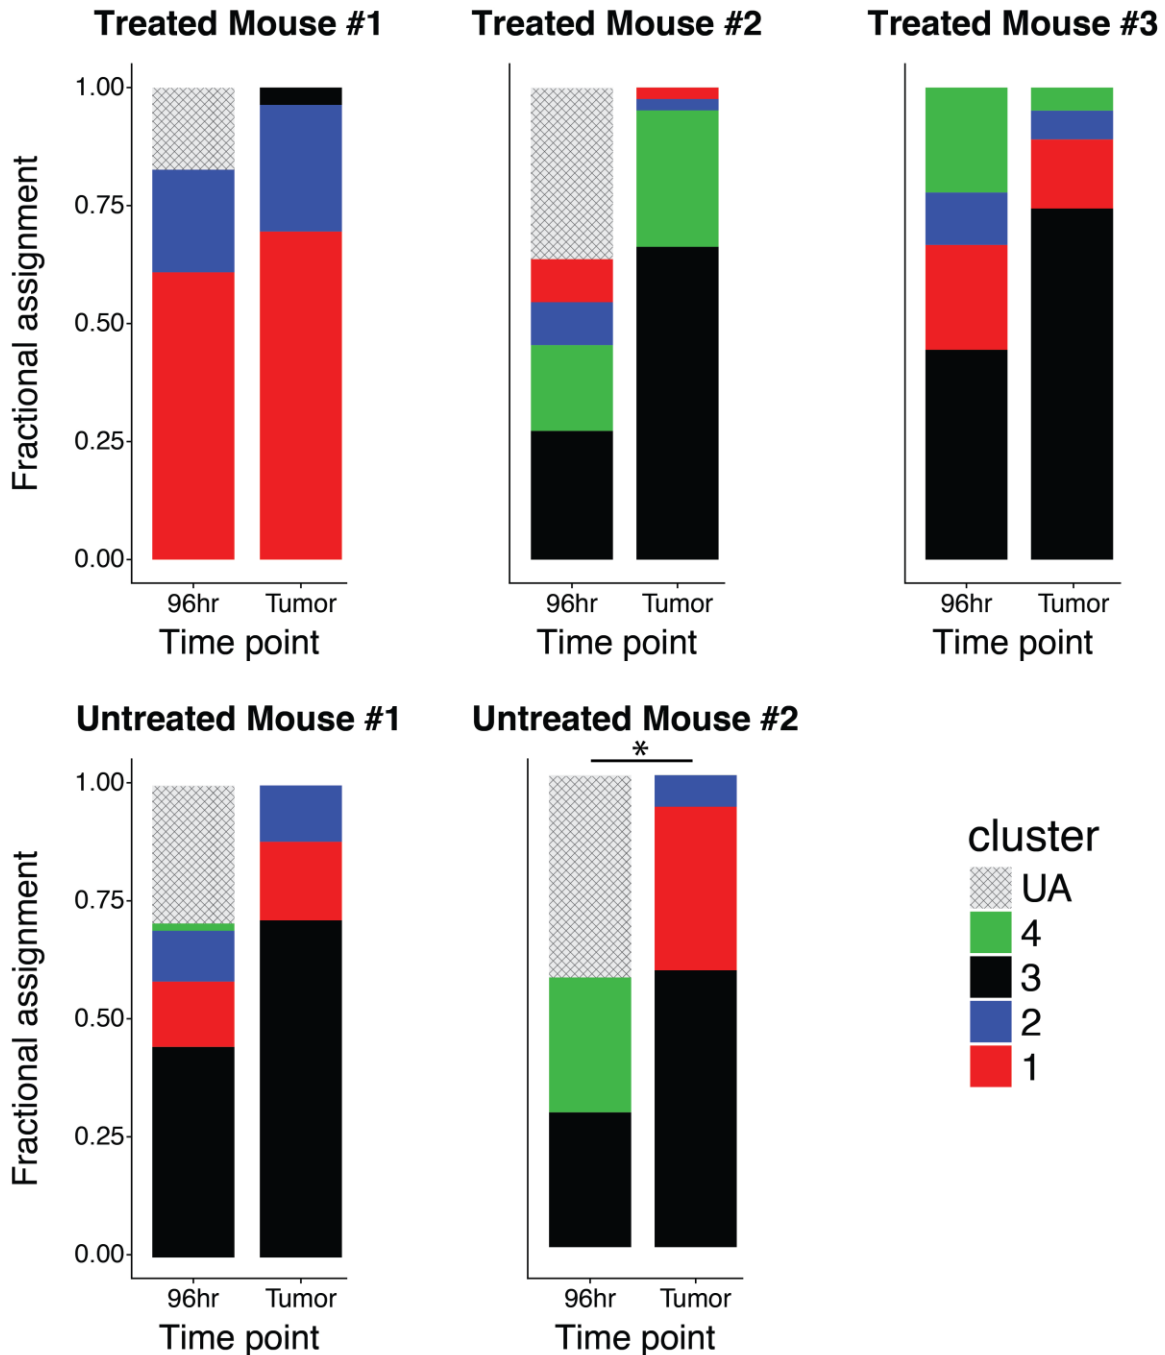 Treated Mouse #1
Treated Mouse #2
Treated Mouse #3
Fractional assignment
1.00
0.75
0.50
0.25
0.00
96hr Tumor
Time point
96hr Tumor
Time point
96hr Tumor
Time point
Untreated Mouse #1
Untreated Mouse #2
*
Fractional assignment
1.00
0.75
0.50
0.25
0.00
96hr Tumor
Time point
96hr Tumor
Time point
cluster
UA
4
3
2
1